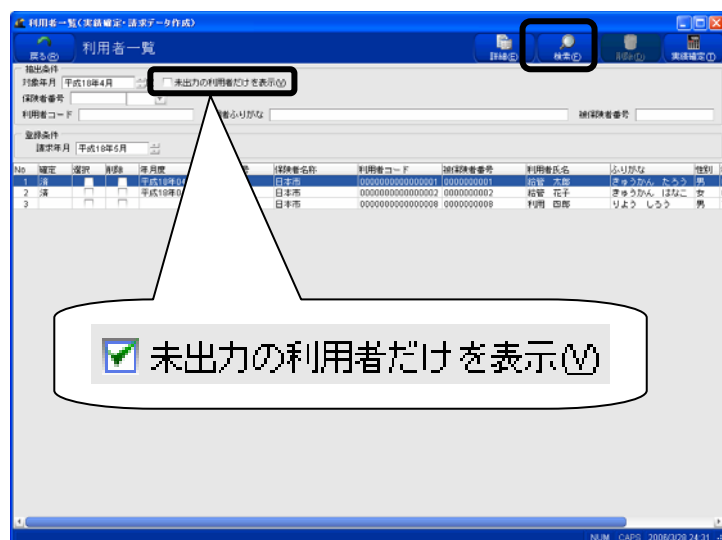 利用者一覧(実績確定・請求データ作成)
戻る(R)
利用者一覧
詳細(E)
検索(E)
削除(D)
実績確定(I)
抽出条件
対象年月 平成18年4月 未出力の利用者だけを表示(V)
保険者番号
利用者コード 者ふりがな 被保険者番号
登録条件
請求年月 平成18年5月
No 確定 選択 削除 年月度 保険者名称 利用者コード 被保険者番号 利用者氏名 ふりがな 性別
1 済 平成18年04 日本市 0000000000000001 0000000001 給管 太郎 きゅうかん たろう 男
2 済 平成18年0 日本市 0000000000000002 0000000002 給管 花子 きゅうかん はなこ 女
3 日本市 0000000000000008 0000000008 利用 四郎 りよう しろう 男
未出力の利用者だけを表示(V)
NUM CAPS 2006/3/28 24:31